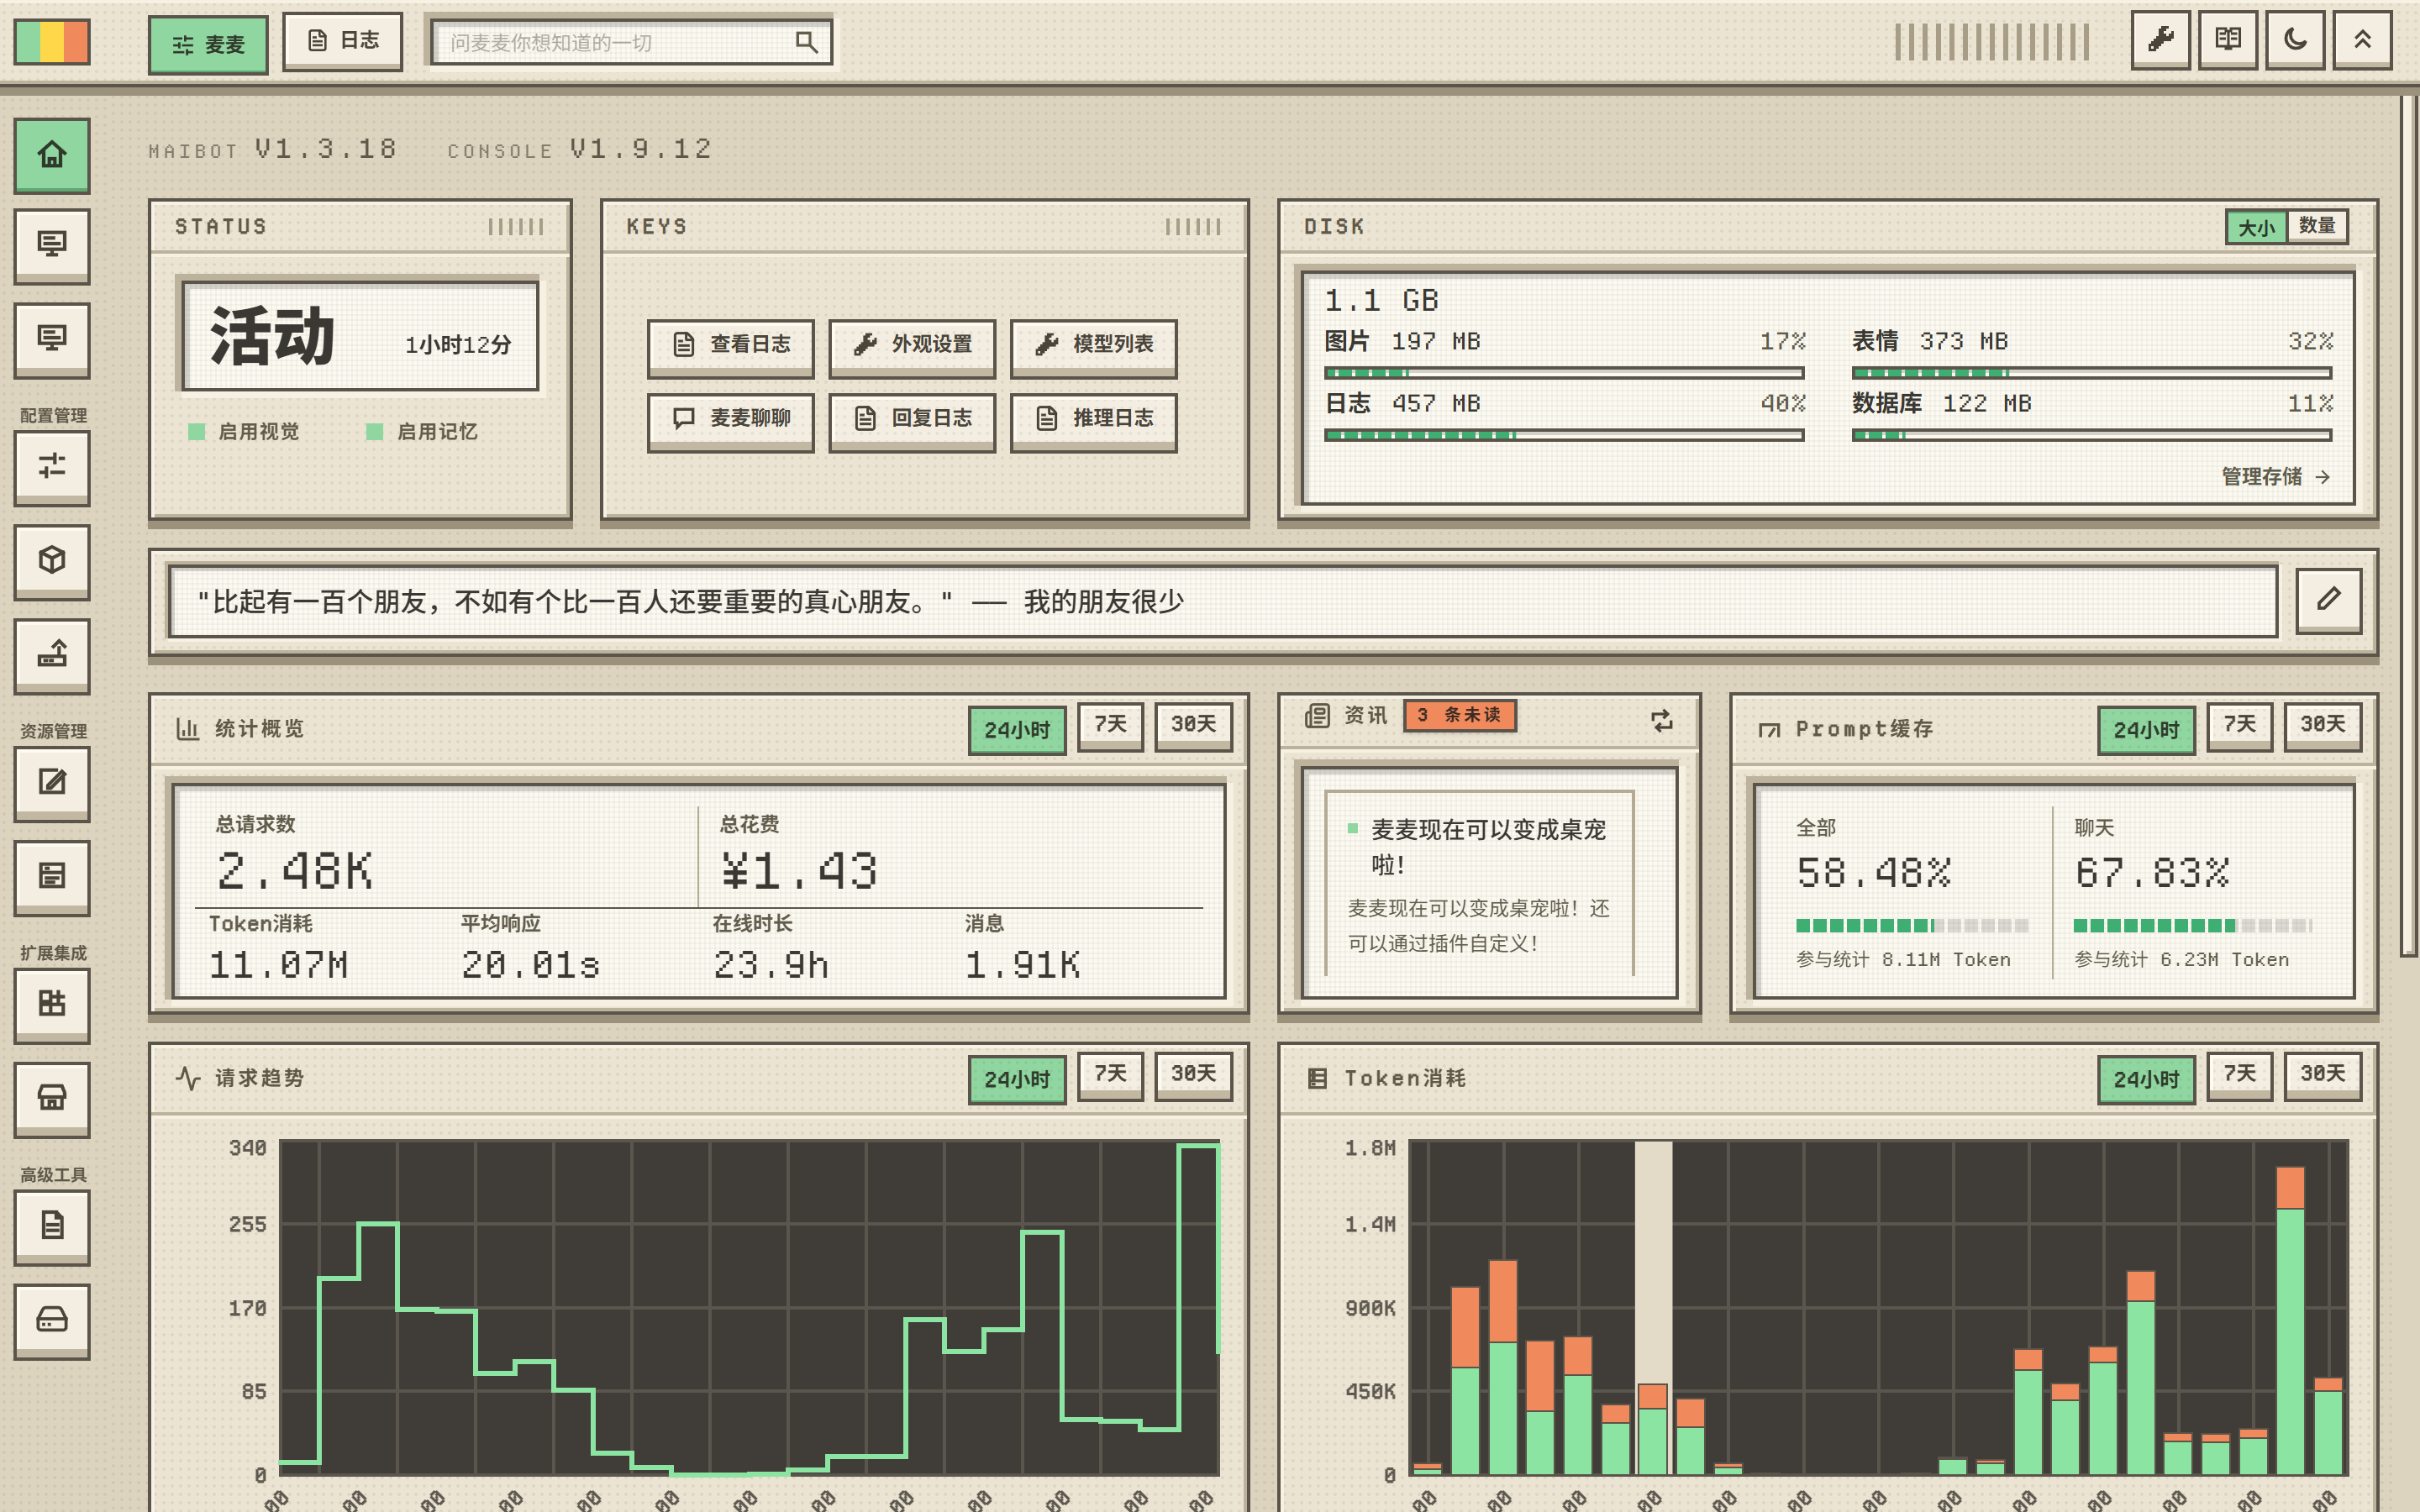 麦麦 日志 问麦麦你想知道的一切
MAIBOT V1.3.18 CONSOLE V1.9.12
STATUS
活动 1小时12分
启用视觉 启用记忆
KEYS
查看日志 外观设置 模型列表
麦麦聊聊 回复日志 推理日志
DISK 大小 数量
1.1 GB
图片 197 MB 17% 表情 373 MB 32%
日志 457 MB 40% 数据库 122 MB 11%
管理存储 →
配置管理
资源管理
扩展集成
高级工具
"比起有一百个朋友，不如有个比一百人还要重要的真心朋友。" —— 我的朋友很少
统计概览 24小时 7天 30天
总请求数 总花费
2.48K ¥1.43
Token消耗 平均响应 在线时长 消息
11.07M 20.01s 23.9h 1.91K
资讯 3 条未读
麦麦现在可以变成桌宠
啦！
麦麦现在可以变成桌宠啦！还
可以通过插件自定义！
Prompt缓存 24小时 7天 30天
全部 聊天
58.48% 67.83%
参与统计 8.11M Token 参与统计 6.23M Token
请求趋势 24小时 7天 30天
340
255
170
85
0
Token消耗 24小时 7天 30天
1.8M
1.4M
900K
450K
0